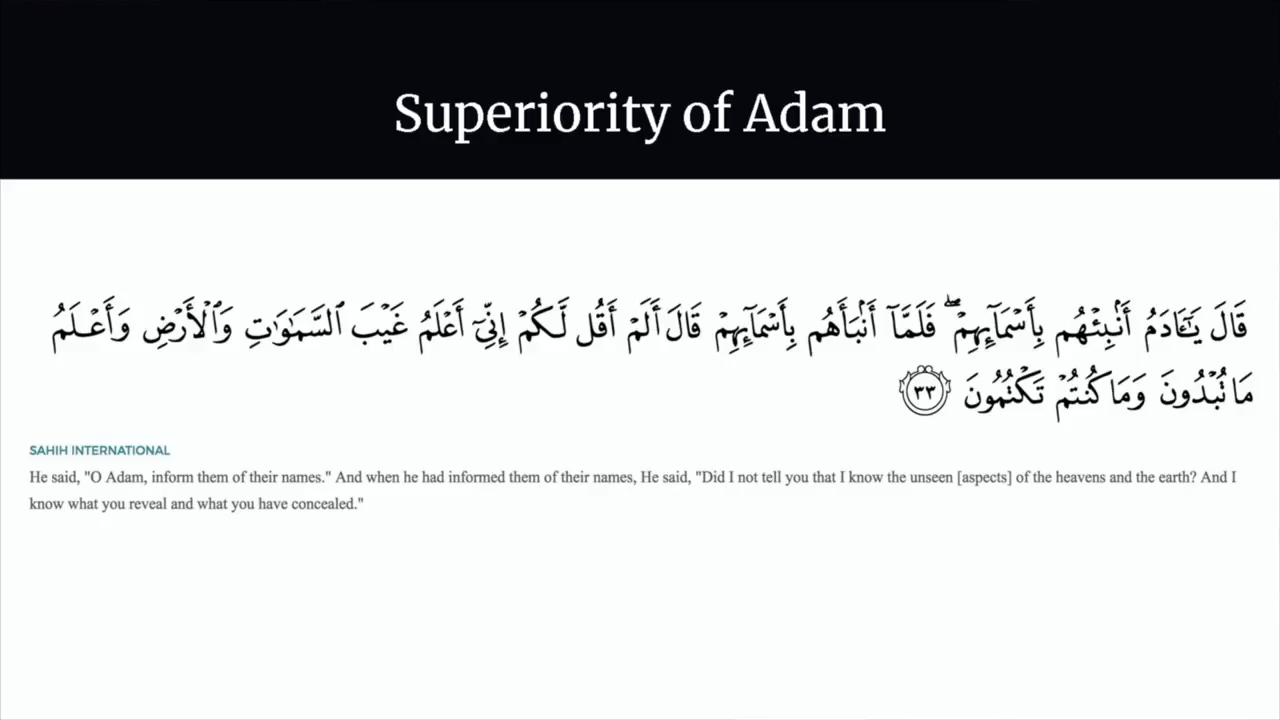 Superiority of Adam
قَالَ يَـٰٓـَٔادَمُ أَنۢبِئْهُم بِأَسْمَآئِهِمْ ۖ فَلَمَّآ أَنۢبَأَهُم بِأَسْمَآئِهِمْ قَالَ أَلَمْ أَقُل لَّكُمْ إِنِّىٓ أَعْلَمُ غَيْبَ ٱلسَّمَـٰوَٰتِ وَٱلْأَرْضِ وَأَعْلَمُ
مَا تُبْدُونَ وَمَا كُنتُمْ تَكْتُمُونَ ٣٣
SAHIH INTERNATIONAL
He said, "O Adam, inform them of their names." And when he had informed them of their names, He said, "Did I not tell you that I know the unseen [aspects] of the heavens and the earth? And I
know what you reveal and what you have concealed."